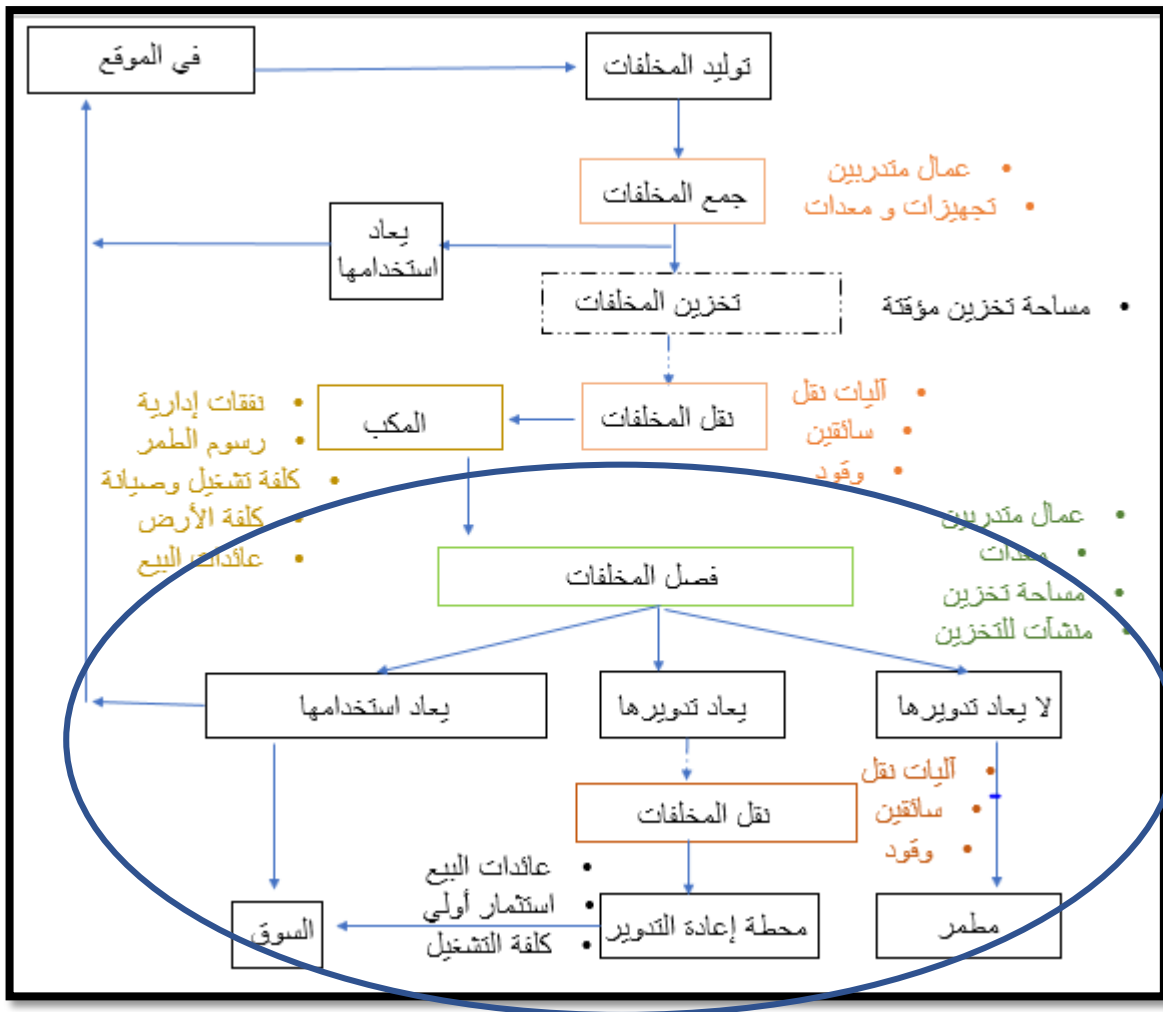 في الموقع
توليد المخلفات
جمع المخلفات
عمال متدربين
تجهيزات و معدات
يعاد
استخدامها
تخزين المخلفات
مساحة تخزين مؤقتة
نقل المخلفات
آليات نقل
سائقين
وقود
المكب
نفقات إدارية
رسوم الطمر
كلفة تشغيل وصيانة
كلفة الأرض
عائدات البيع
فصل المخلفات
عمال متدربين
معدات
مساحة تخزين
منشآت للتخزين
لا يعاد تدويرها
يعاد تدويرها
يعاد استخدامها
نقل المخلفات
آليات نقل
سائقين
وقود
مطمر
محطة إعادة التدوير
عائدات البيع
استثمار أولي
كلفة التشغيل
السوق